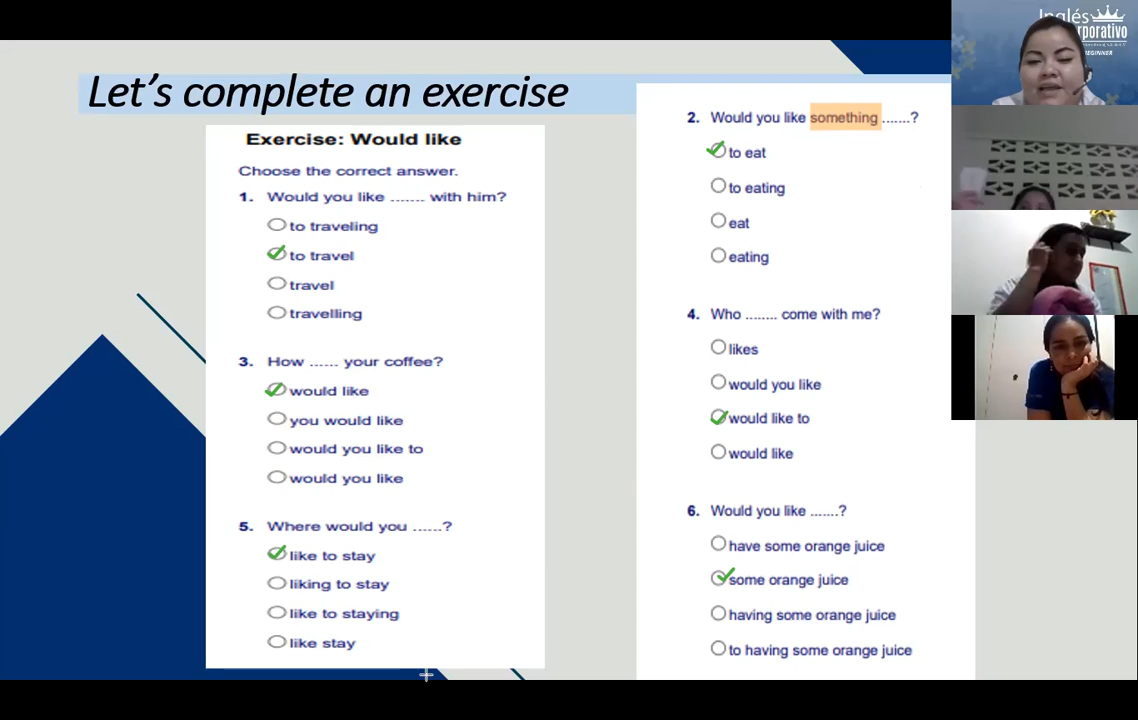 Let's complete an exercise
Exercise: Would like
Choose the correct answer.
1. Would you like ....... with him?
to traveling
to travel
travel
travelling
3. How ...... your coffee?
would like
you would like
would you like to
would you like
5. Where would you ......?
like to stay
liking to stay
like to staying
like stay
2. Would you like something .......?
to eat
to eating
eat
eating
4. Who ........ come with me?
likes
would you like
would like to
would like
6. Would you like .......?
have some orange juice
some orange juice
having some orange juice
to having some orange juice
Inglés
BEGINNER